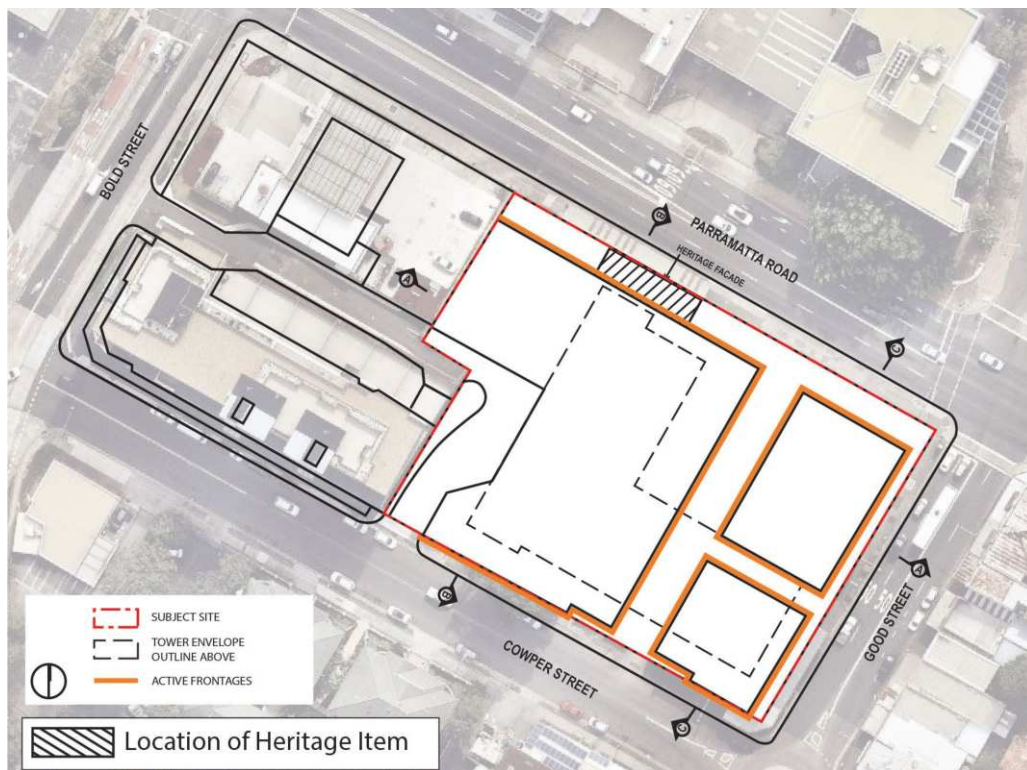 BOLD STREET
PARRAMATTA ROAD
B
HERITAGE FACADE
A
C
A
B
COWPER STREET
GOOD STREET
C
SUBJECT SITE
TOWER ENVELOPE
OUTLINE ABOVE
ACTIVE FRONTAGES
Location of Heritage Item